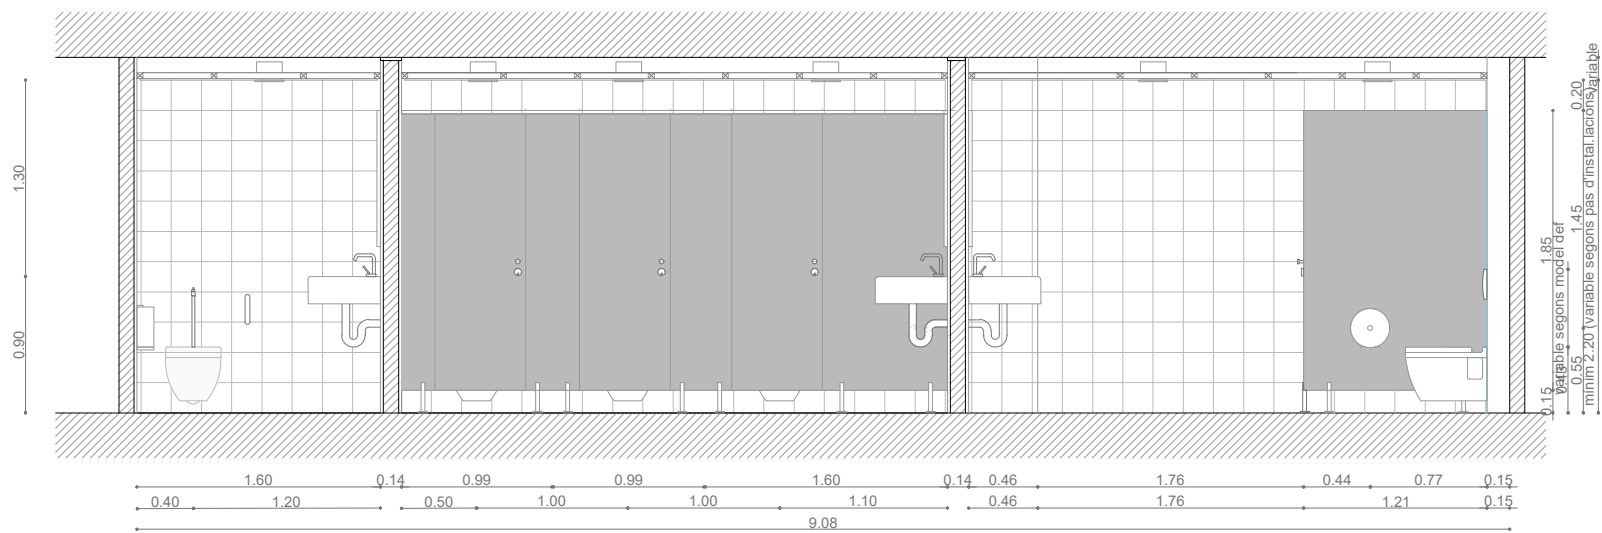 variable
0.20
1.30
1.45
1.85
minim 2.20 (variable segons pas d'instal.lacións)
variable segons model def
0.90
0.55
0.43
0.15
1.60 0.14 0.99 0.99 1.60 0.14 0.46 1.76 0.44 0.77 0.15
0.40 1.20 0.50 1.00 1.00 1.10 0.46 1.76 1.21 0.15
9.08